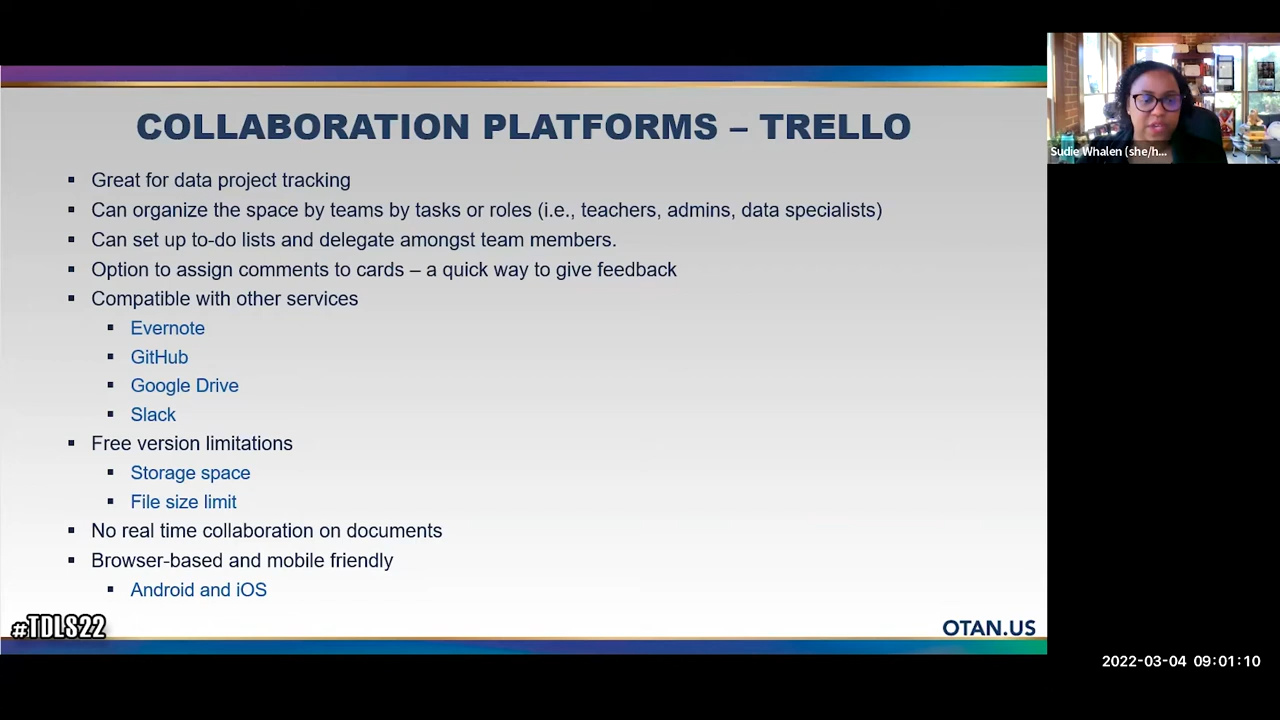 COLLABORATION PLATFORMS – TRELLO
▪ Great for data project tracking
▪ Can organize the space by teams by tasks or roles (i.e., teachers, admins, data specialists)
▪ Can set up to-do lists and delegate amongst team members.
▪ Option to assign comments to cards – a quick way to give feedback
▪ Compatible with other services
▪ Evernote
▪ GitHub
▪ Google Drive
▪ Slack
▪ Free version limitations
▪ Storage space
▪ File size limit
▪ No real time collaboration on documents
▪ Browser-based and mobile friendly
▪ Android and iOS
#TDLS22
OTAN.US
Sudie Whalen (she/h...
2022-03-04 09:01:10